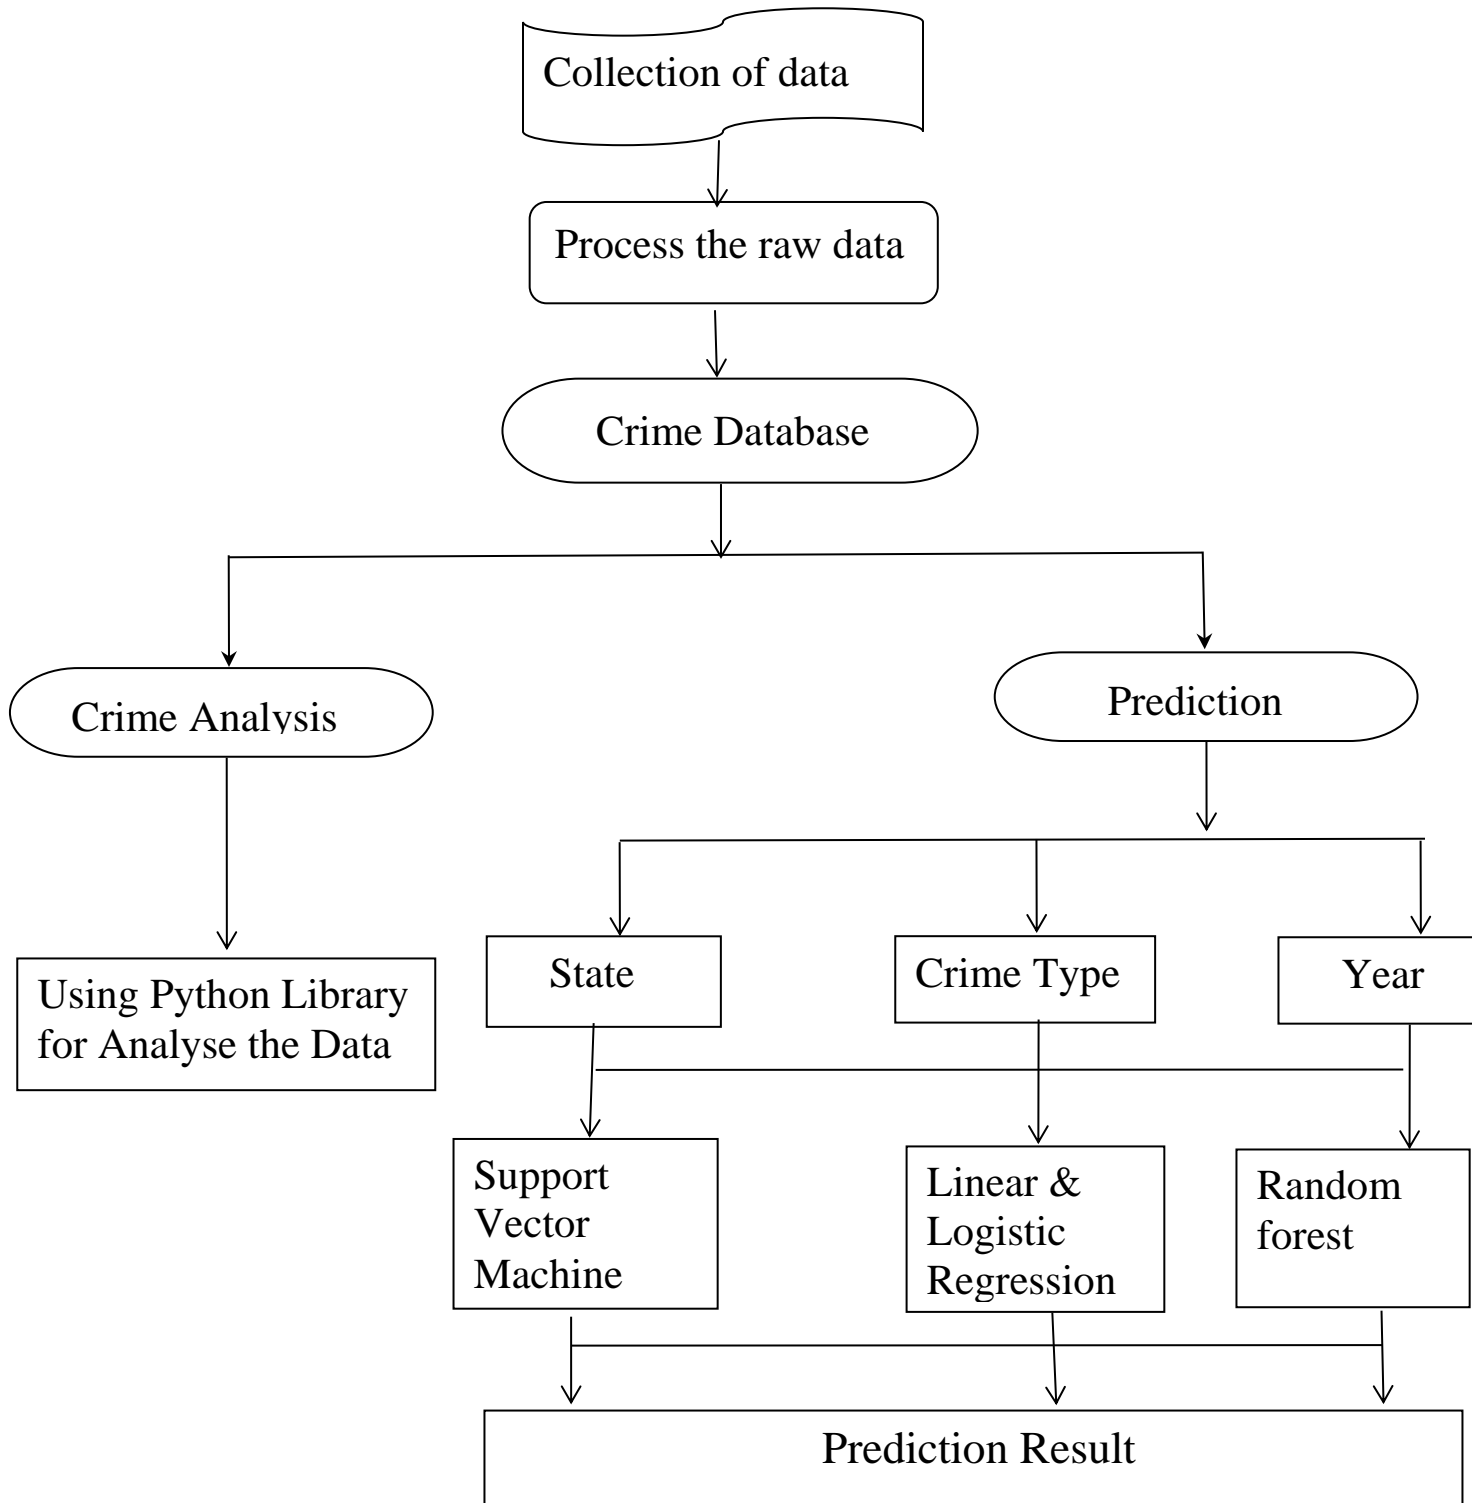 Collection of data
Process the raw data
Crime Database
Crime Analysis
Prediction
Using Python Library
for Analyse the Data
State
Crime Type
Year
Support
Vector
Machine
Linear &
Logistic
Regression
Random
forest
Prediction Result